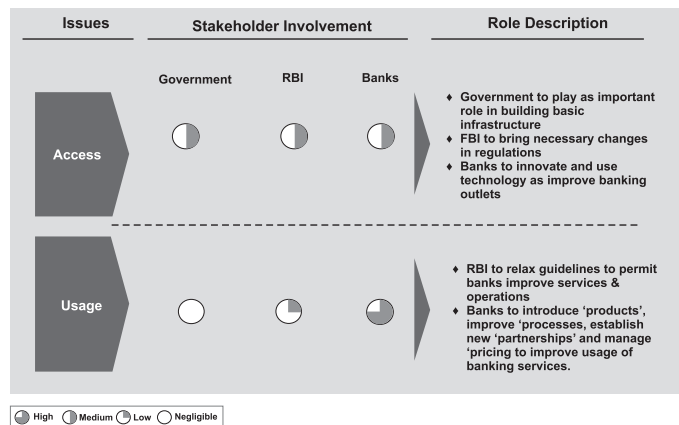 Issues
Stakeholder Involvement
Role Description
Government
RBI
Banks
Access
♦ Government to play as important
role in building basic
infrastructure
♦ FBI to bring necessary changes
in regulations
♦ Banks to innovate and use
technology as improve banking
outlets
Usage
♦ RBI to relax guidelines to permit
banks improve services &
operations
♦ Banks to introduce ‘products’,
improve ‘processes, establish
new ‘partnerships’ and manage
‘pricing to improve usage of
banking services.
High Medium Low Negligible